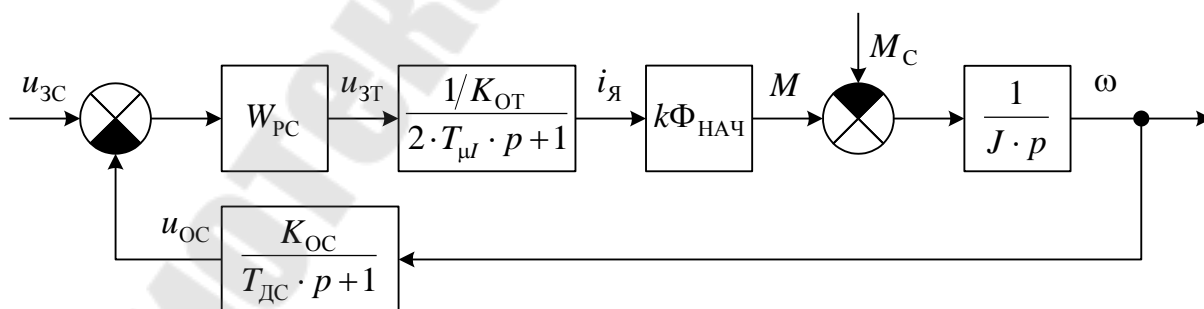 M_C
u_ЗС
W_РС
u_ЗТ
1/K_ОТ
2 · T_μI · p + 1
i_Я
kΦ_НАЧ
M
1
J · p
ω
u_ОС
K_ОС
T_ДС · p + 1